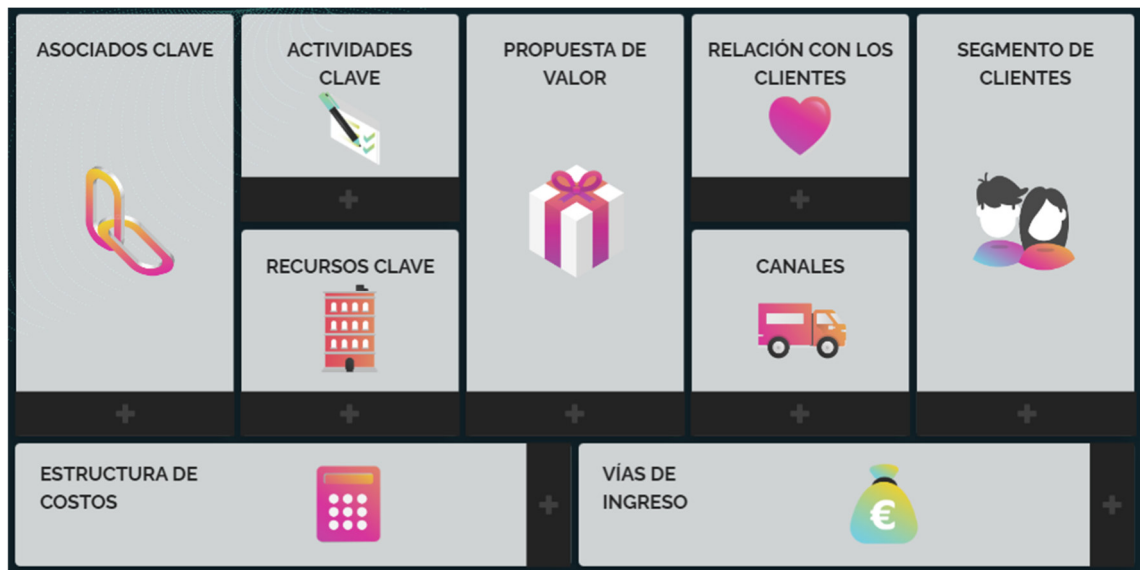 ASOCIADOS CLAVE
ACTIVIDADES
CLAVE
PROPUESTA DE
VALOR
RELACIÓN CON LOS
CLIENTES
SEGMENTO DE
CLIENTES
RECURSOS CLAVE
CANALES
ESTRUCTURA DE
COSTOS
VÍAS DE
INGRESO
€